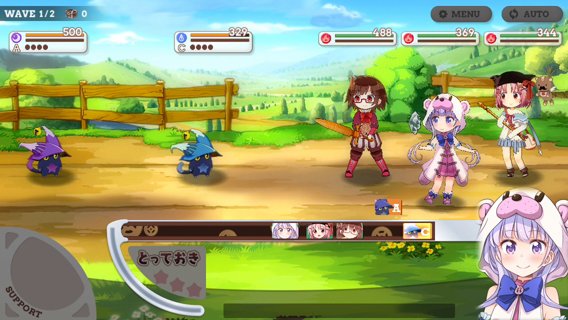 WAVE 1/2 0
MENU
AUTO
500
A
329
C
488
369
344
C
とっておき
SUPPORT